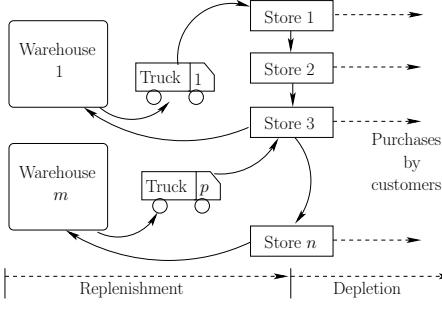 Warehouse
1
Truck 1
Store 1
Store 2
Store 3
Purchases
by
customers
Warehouse
m
Truck p
Store n
Replenishment
Depletion